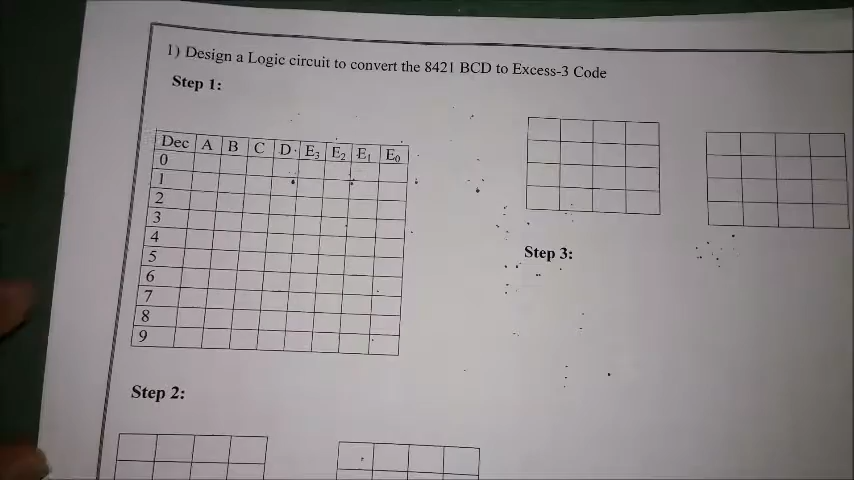 1) Design a Logic circuit to convert the 8421 BCD to Excess-3 Code
Step 1:
Dec A B C D E₃ E₂ E₁ E₀
0
1
2
3
4
5
6
7
8
9
Step 2:
Step 3: